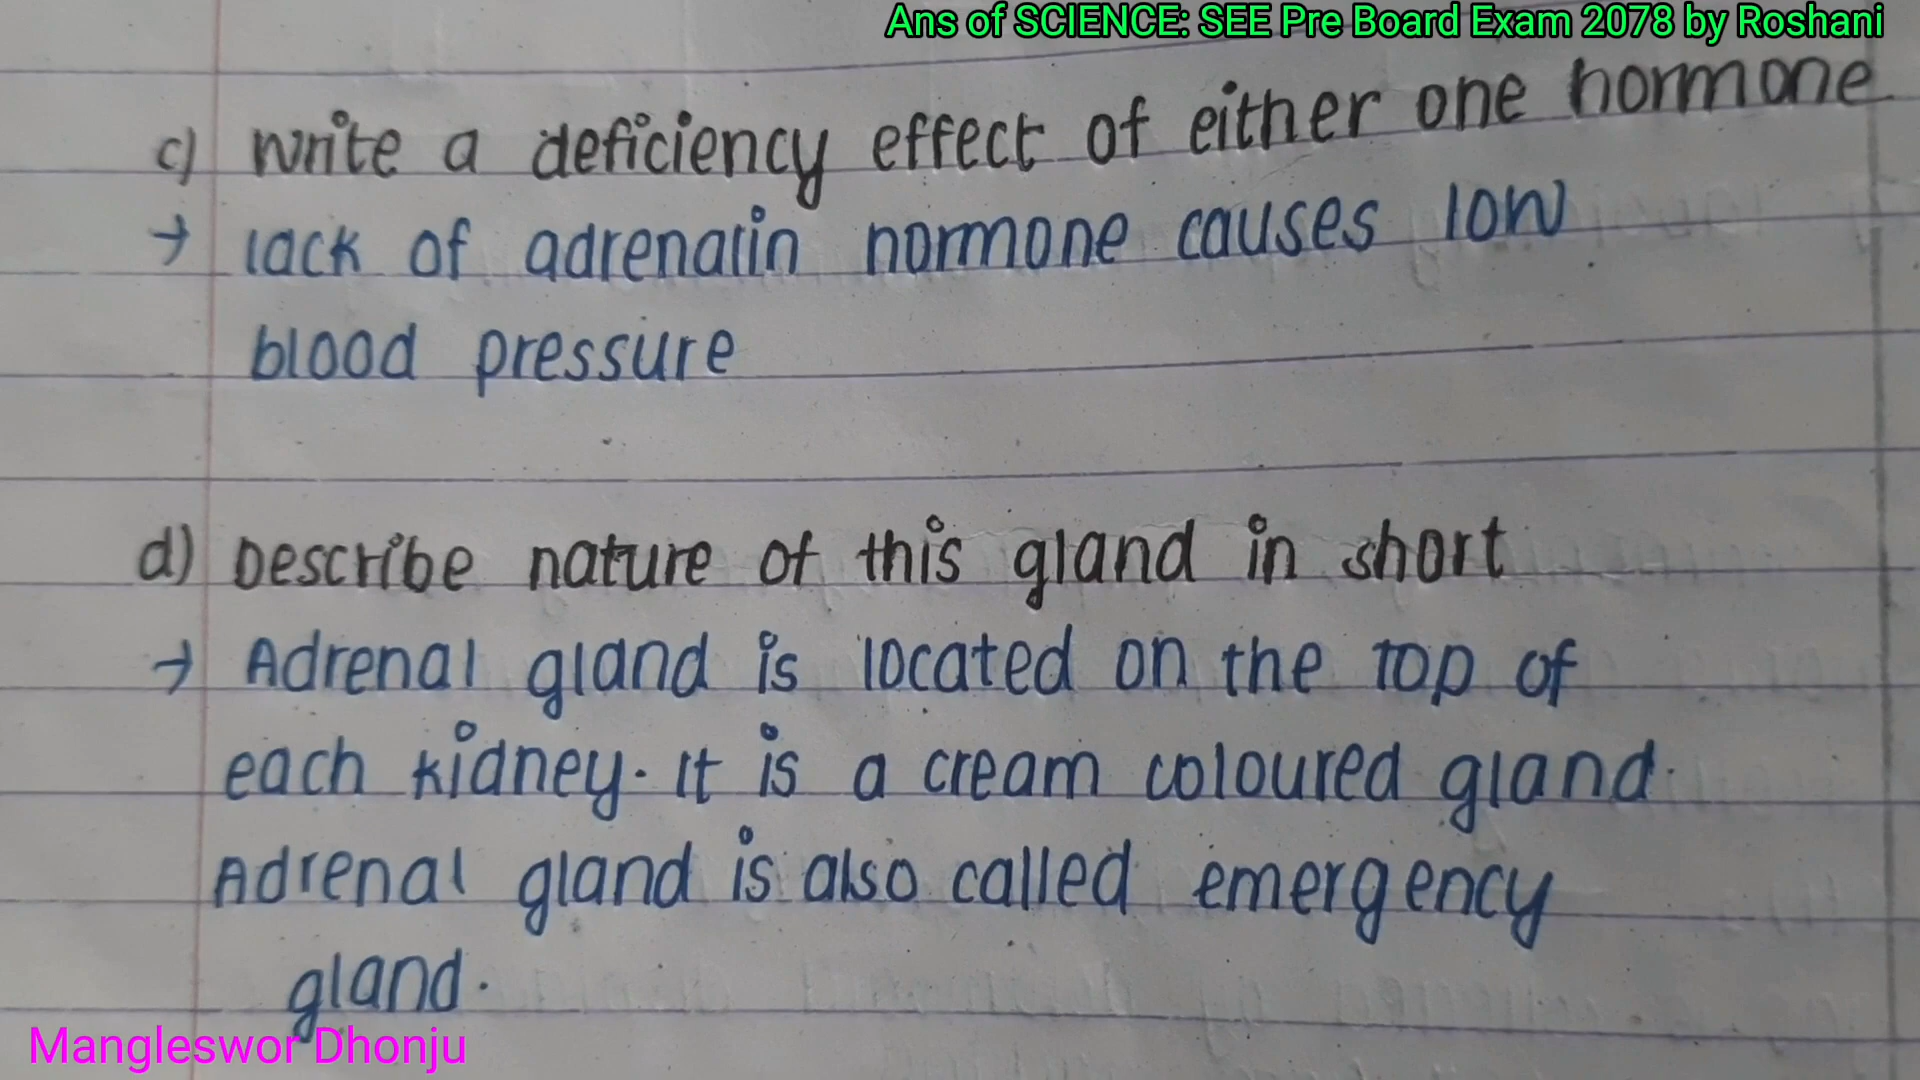 Ans of SCIENCE: SEE Pre Board Exam 2078 by Roshani
c) write a deficiency effect of either one hormone
→ lack of adrenalin hormone causes low
blood pressure
d) Describe nature of this gland in short
→ Adrenal gland is located on the top of
each kidney. It is a cream coloured gland.
Adrenal gland is also called emergency
gland.
Mangleswor Dhonju